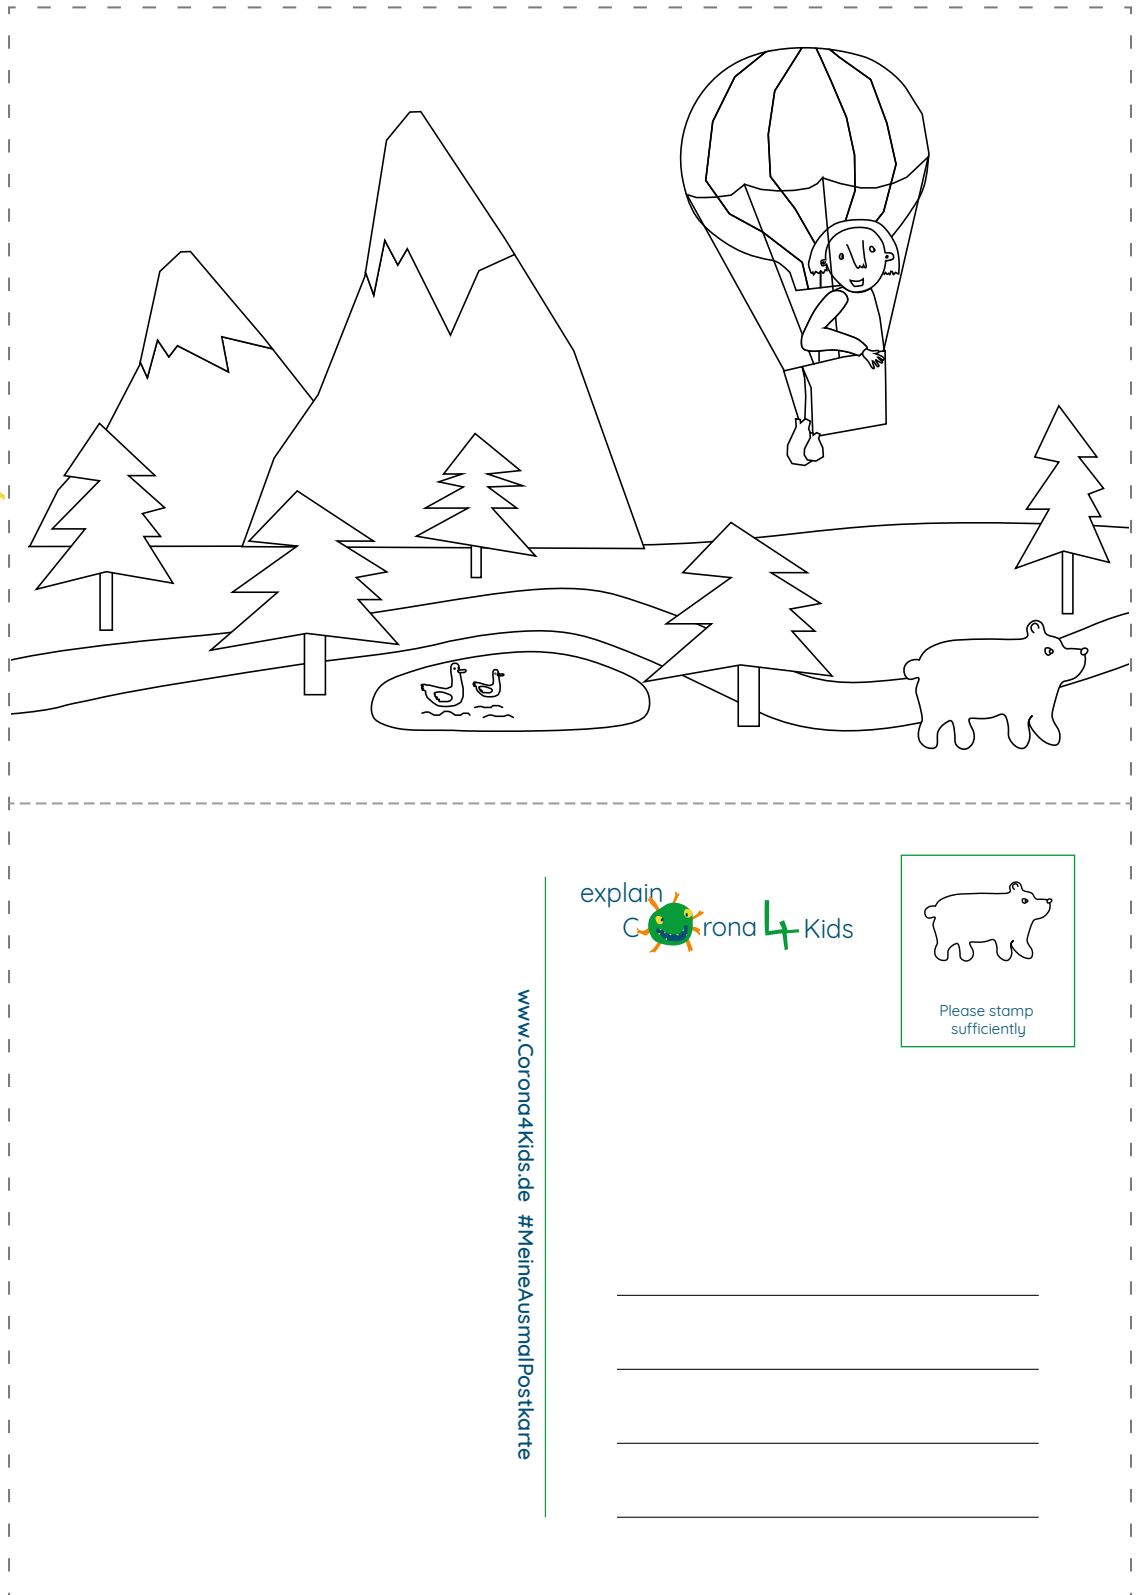 explain
Corona 4 Kids
Please stamp
sufficiently
www.Corona4Kids.de #MeineAusmalPostkarte